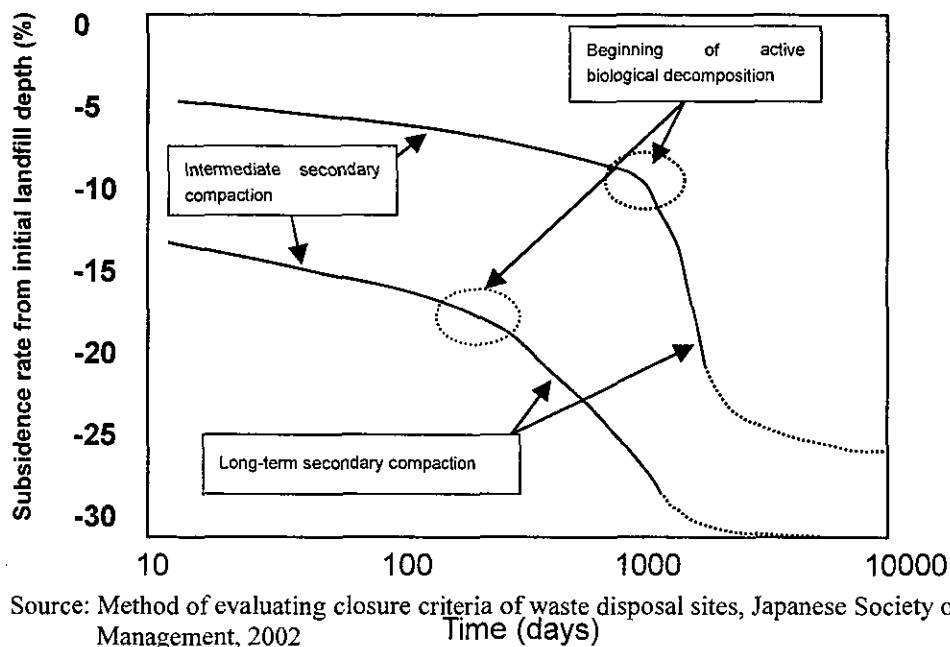 Subsidence rate from initial landfill depth (%)
0
-5
-10
-15
-20
-25
-30
Beginning of active
biological decomposition
Intermediate secondary
compaction
Long-term secondary compaction
10
100
1000
10000
Time (days)
Source: Method of evaluating closure criteria of waste disposal sites, Japanese Society
Management, 2002